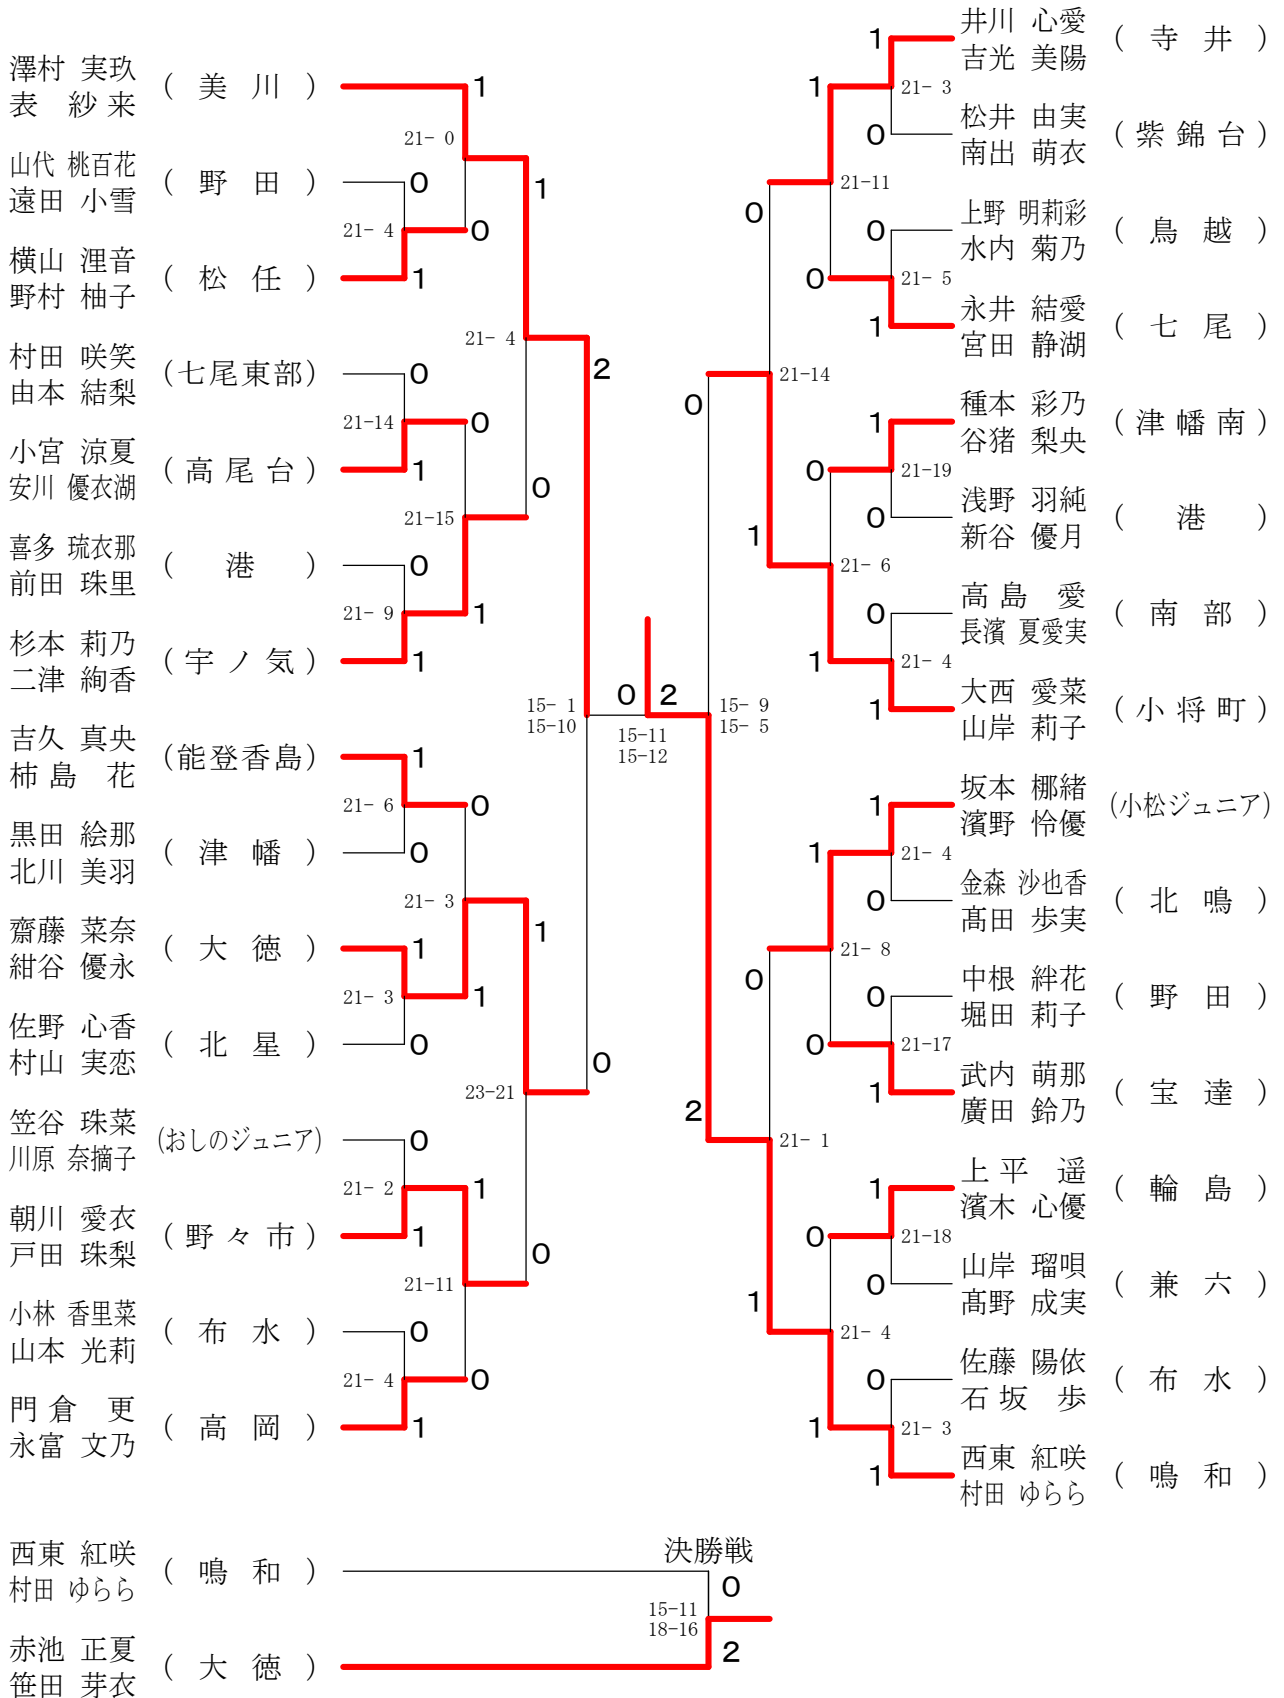 澤村 実玖
表 紗来
( 美 川 )
1
21- 0
山代 桃百花
遠田 小雪
( 野 田 )
0
21- 4
0
横山 浬音
野村 柚子
( 松 任 )
1
1
21- 4
村田 咲笑
由本 結梨
(七尾東部)
0
21-14
0
小宮 涼夏
安川 優衣湖
( 高 尾 台 )
1
0
21-15
喜多 琉衣那
前田 珠里
( 港 )
0
21- 9
1
杉本 莉乃
二津 絢香
( 宇 ノ 気 )
1
2
15- 1
15-10
吉久 真央
柿島 花
(能登香島)
1
21- 6
0
黒田 絵那
北川 美羽
( 津 幡 )
0
21- 3
1
齋藤 菜奈
紺谷 優永
( 大 徳 )
1
21- 3
1
佐野 心香
村山 実恋
( 北 星 )
0
23-21
0
笠谷 珠菜
川原 奈摘子
(おしのジュニア)
0
21- 2
1
朝川 愛衣
戸田 珠梨
( 野 々 市 )
1
0
21-11
小林 香里菜
山本 光莉
( 布 水 )
0
21- 4
0
門倉 更
永富 文乃
( 高 岡 )
1
0
2
15-11
15-12
1
井川 心愛
吉光 美陽
( 寺 井 )
1
21- 3
0
松井 由実
南出 萌衣
( 紫 錦 台 )
21-11
0
0
上野 明莉彩
水内 菊乃
( 鳥 越 )
0
21- 5
1
永井 結愛
宮田 静湖
( 七 尾 )
21-14
0
1
種本 彩乃
谷猪 梨央
( 津 幡 南 )
0
21-19
0
浅野 羽純
新谷 優月
( 港 )
1
21- 6
0
高島 愛
長濱 夏愛実
( 南 部 )
1
21- 4
1
大西 愛菜
山岸 莉子
( 小 将 町 )
15- 9
15- 5
1
坂本 梛緒
濱野 怜優
(小松ジュニア)
1
21- 4
0
金森 沙也香
髙田 歩実
( 北 鳴 )
0
21- 8
0
中根 絆花
堀田 莉子
( 野 田 )
0
21-17
1
武内 萌那
廣田 鈴乃
( 宝 達 )
2
21- 1
1
上平 遥
濱木 心優
( 輪 島 )
0
21-18
0
山岸 瑠唄
髙野 成実
( 兼 六 )
1
21- 4
0
佐藤 陽依
石坂 歩
( 布 水 )
1
21- 3
1
西東 紅咲
村田 ゆらら
( 鳴 和 )
決勝戦
西東 紅咲
村田 ゆらら
( 鳴 和 )
0
15-11
18-16
赤池 正夏
笹田 芽衣
( 大 徳 )
2